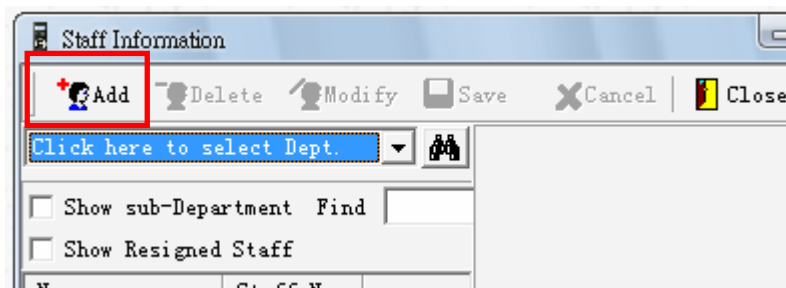 Staff Information
Add Delete Modify Save Cancel Close
Click here to select Dept.
Show sub-Department Find
Show Resigned Staff